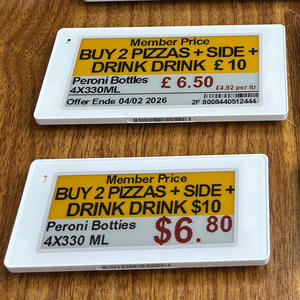 Member Price
BUY 2 PIZZAS + SIDE +
DRINK DRINK £ 10
Peroni Bottles £ 6.50
4X330ML £4.92 per ltr
Offer Ends 04/02 2026 2F 8008440512444
Member Price
BUY 2 PIZZAS + SIDE +
DRINK DRINK $10
Peroni Botties
4X330 ML $6.80